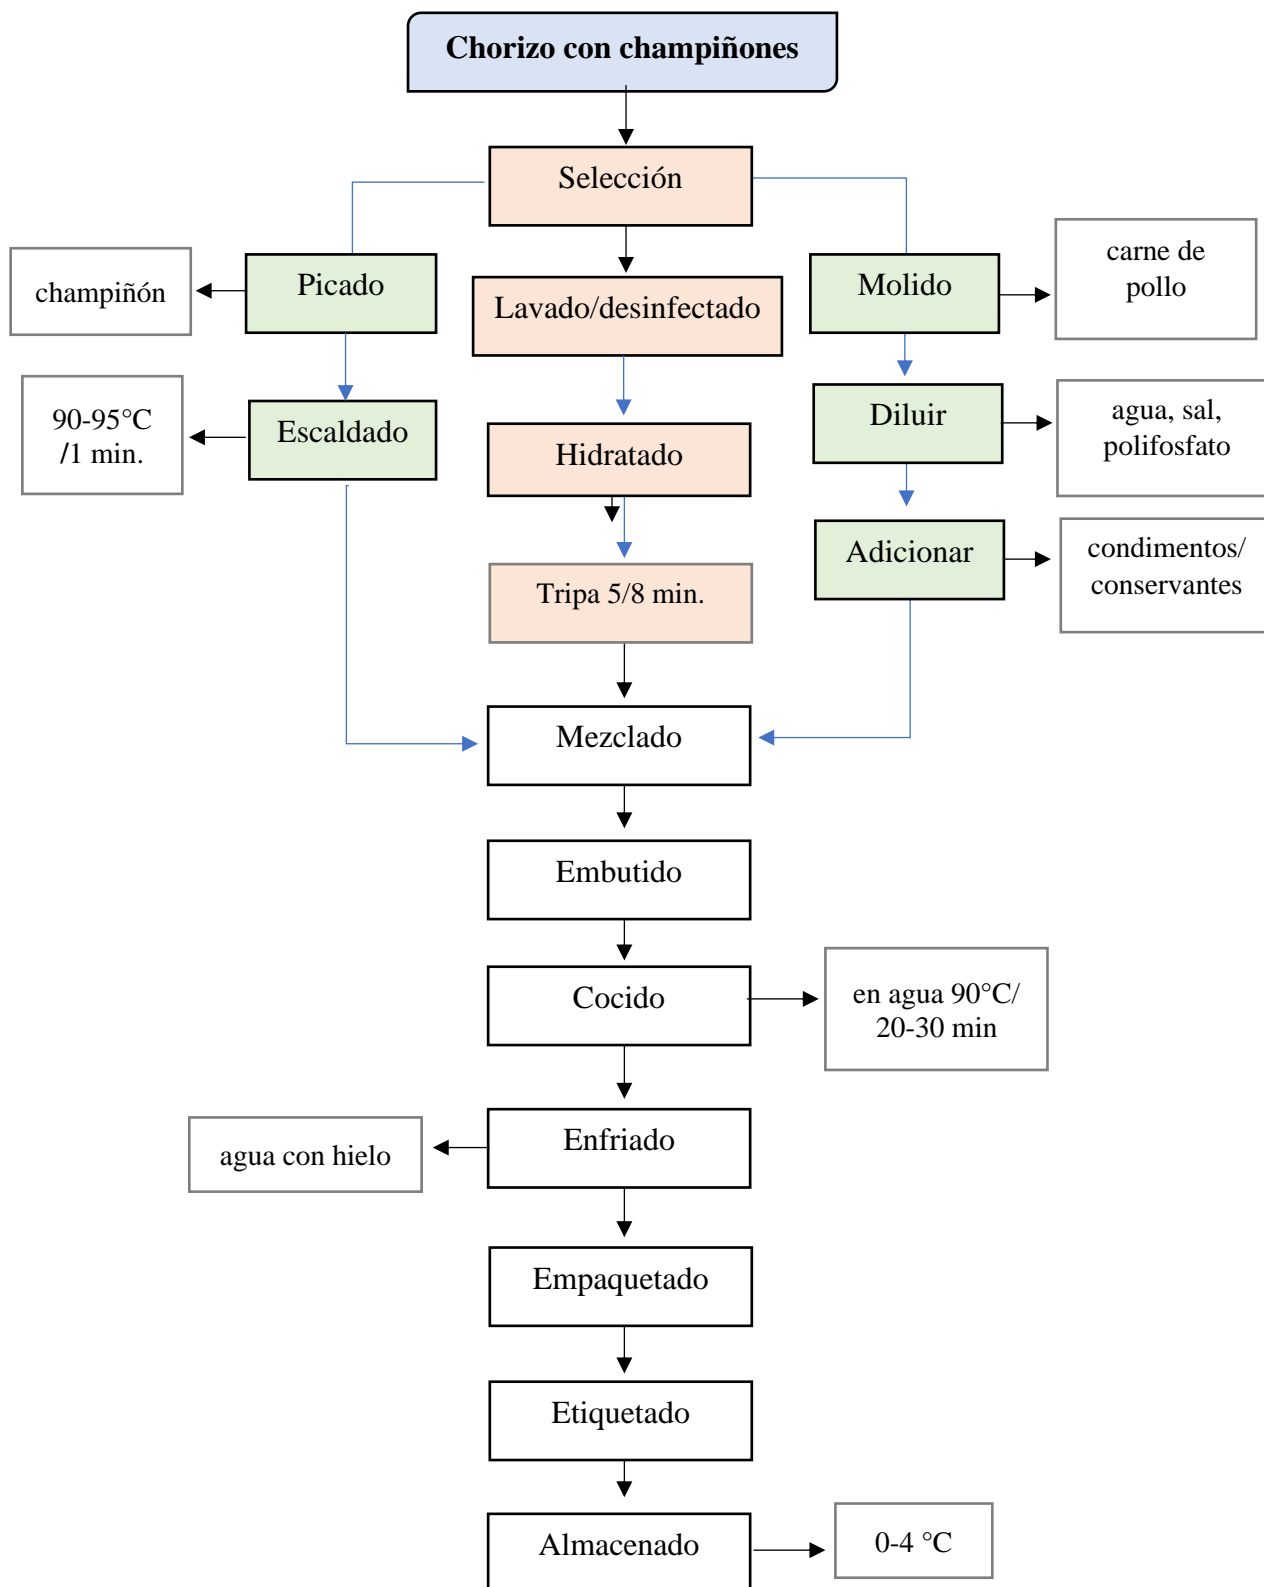 Chorizo con champiñones
Selección
champiñón
Picado
Lavado/desinfectado
Molido
carne de
pollo
90-95°C
/1 min.
Escaldado
Hidratado
Diluir
agua, sal,
polifosfato
Tripa 5/8 min.
Adicionar
condimentos/
conservantes
Mezclado
Embutido
Cocido
en agua 90°C/
20-30 min
agua con hielo
Enfriado
Empaquetado
Etiquetado
Almacenado
0-4 °C